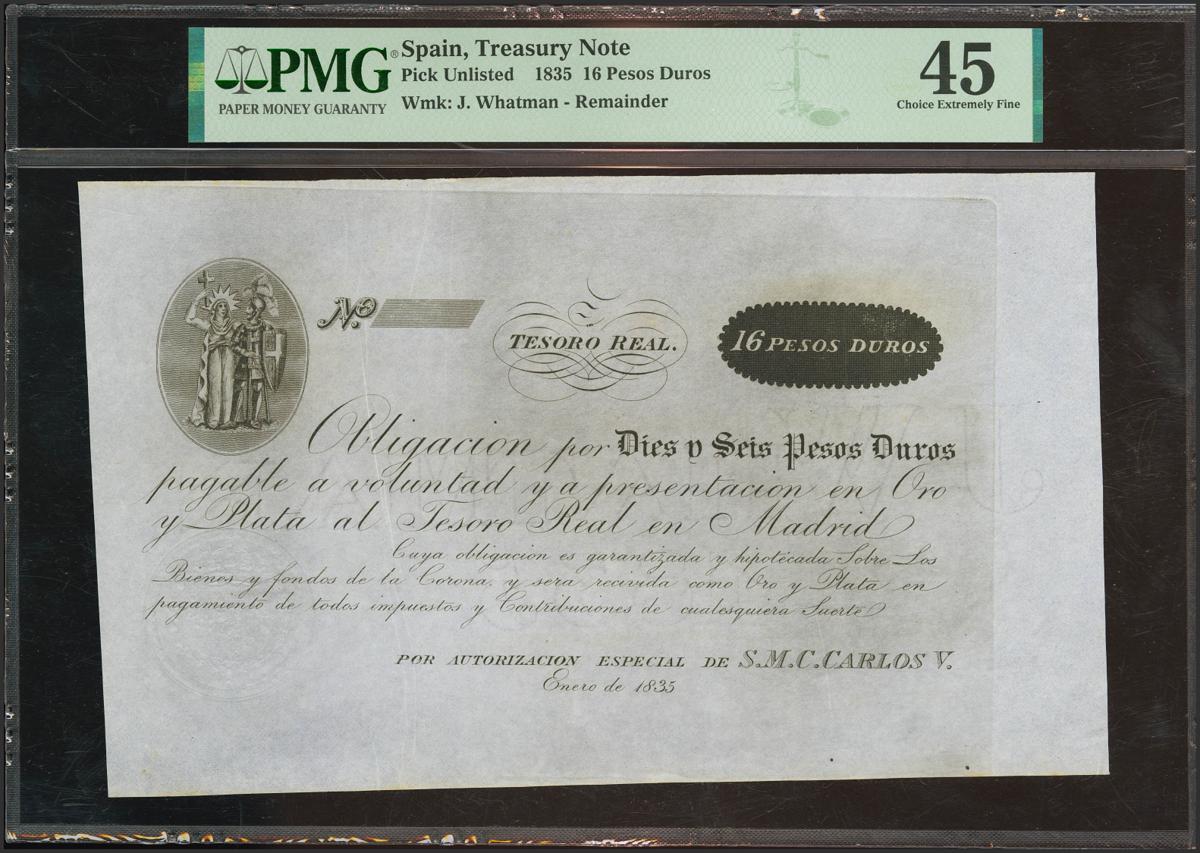 PMG®
PAPER MONEY GUARANTY
Spain, Treasury Note
Pick Unlisted 1835 16 Pesos Duros
Wmk: J. Whatman - Remainder
45
Choice Extremely Fine
No.
TESORO REAL.
16 PESOS DUROS
Obligacion por Dies y Seis Pesos Duros
pagable a voluntad y a presentacion en Oro
y Plata al Tesoro Real en Madrid
Cuya obligacion es garantizada y hipotécada Sobre Los
Bienes y fondos de la Corona, y sera recivida como Oro y Plata en
pagamiento de todos impuestos y Contribuciones de cualesquiera Suerte
POR AUTORIZACION ESPECIAL DE S.M.C. CARLOS V.
Enero de 1835